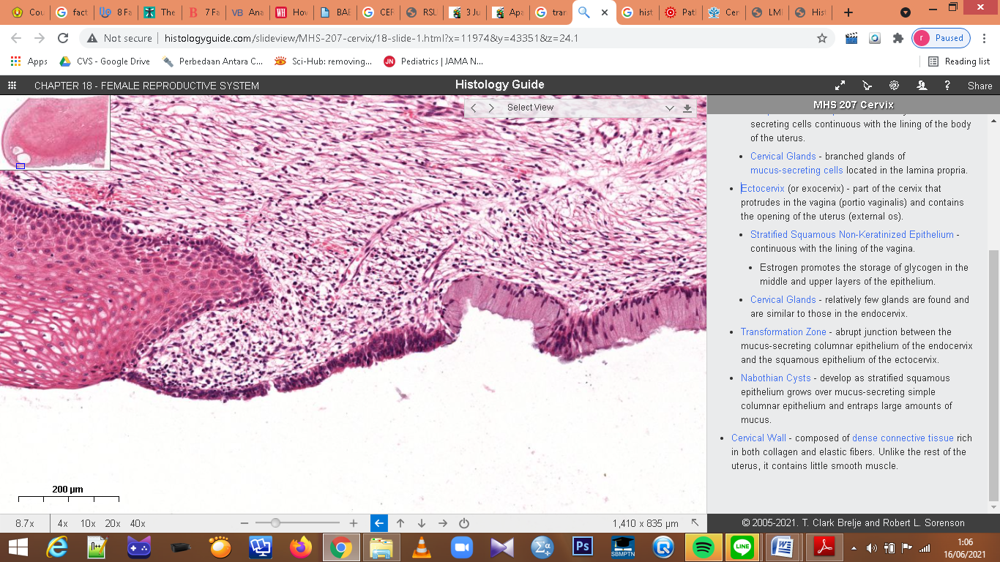 Cou
fact
8 Fa
The
7 Fa
VB Ana
WH Hov
BAE
CEF
RSU
3 Ju
Apa
tran
hist
Path
Cer
LMI
Hist
Not secure | histologyguide.com/slideview/MHS-207-cervix/18-slide-1.html?x=11974&y=43351&z=24.1
r Paused
Apps
CVS - Google Drive
Perbedaan Antara C...
Sci-Hub: removing...
JN Pediatrics | JAMA N...
Reading list
CHAPTER 18 - FEMALE REPRODUCTIVE SYSTEM
Histology Guide
? Share
Select View
MHS 207 Cervix
secreting cells continuous with the lining of the body
of the uterus.
• Cervical Glands - branched glands of
mucus-secreting cells located in the lamina propria.
• Ectocervix (or exocervix) - part of the cervix that
protrudes in the vagina (portio vaginalis) and contains
the opening of the uterus (external os).
• Stratified Squamous Non-Keratinized Epithelium -
continuous with the lining of the vagina.
• Estrogen promotes the storage of glycogen in the
middle and upper layers of the epithelium.
• Cervical Glands - relatively few glands are found and
are similar to those in the endocervix.
• Transformation Zone - abrupt junction between the
mucus-secreting columnar epithelium of the endocervix
and the squamous epithelium of the ectocervix.
• Nabothian Cysts - develop as stratified squamous
epithelium grows over mucus-secreting simple
columnar epithelium and entraps large amounts of
mucus.
• Cervical Wall - composed of dense connective tissue rich
in both collagen and elastic fibers. Unlike the rest of the
uterus, it contains little smooth muscle.
200 µm
8.7x
4x 10x 20x 40x
1,410 x 835 µm
© 2005-2021. T. Clark Brelje and Robert L. Sorenson
Ps
SBMPTN
LINE
1:06
16/06/2021